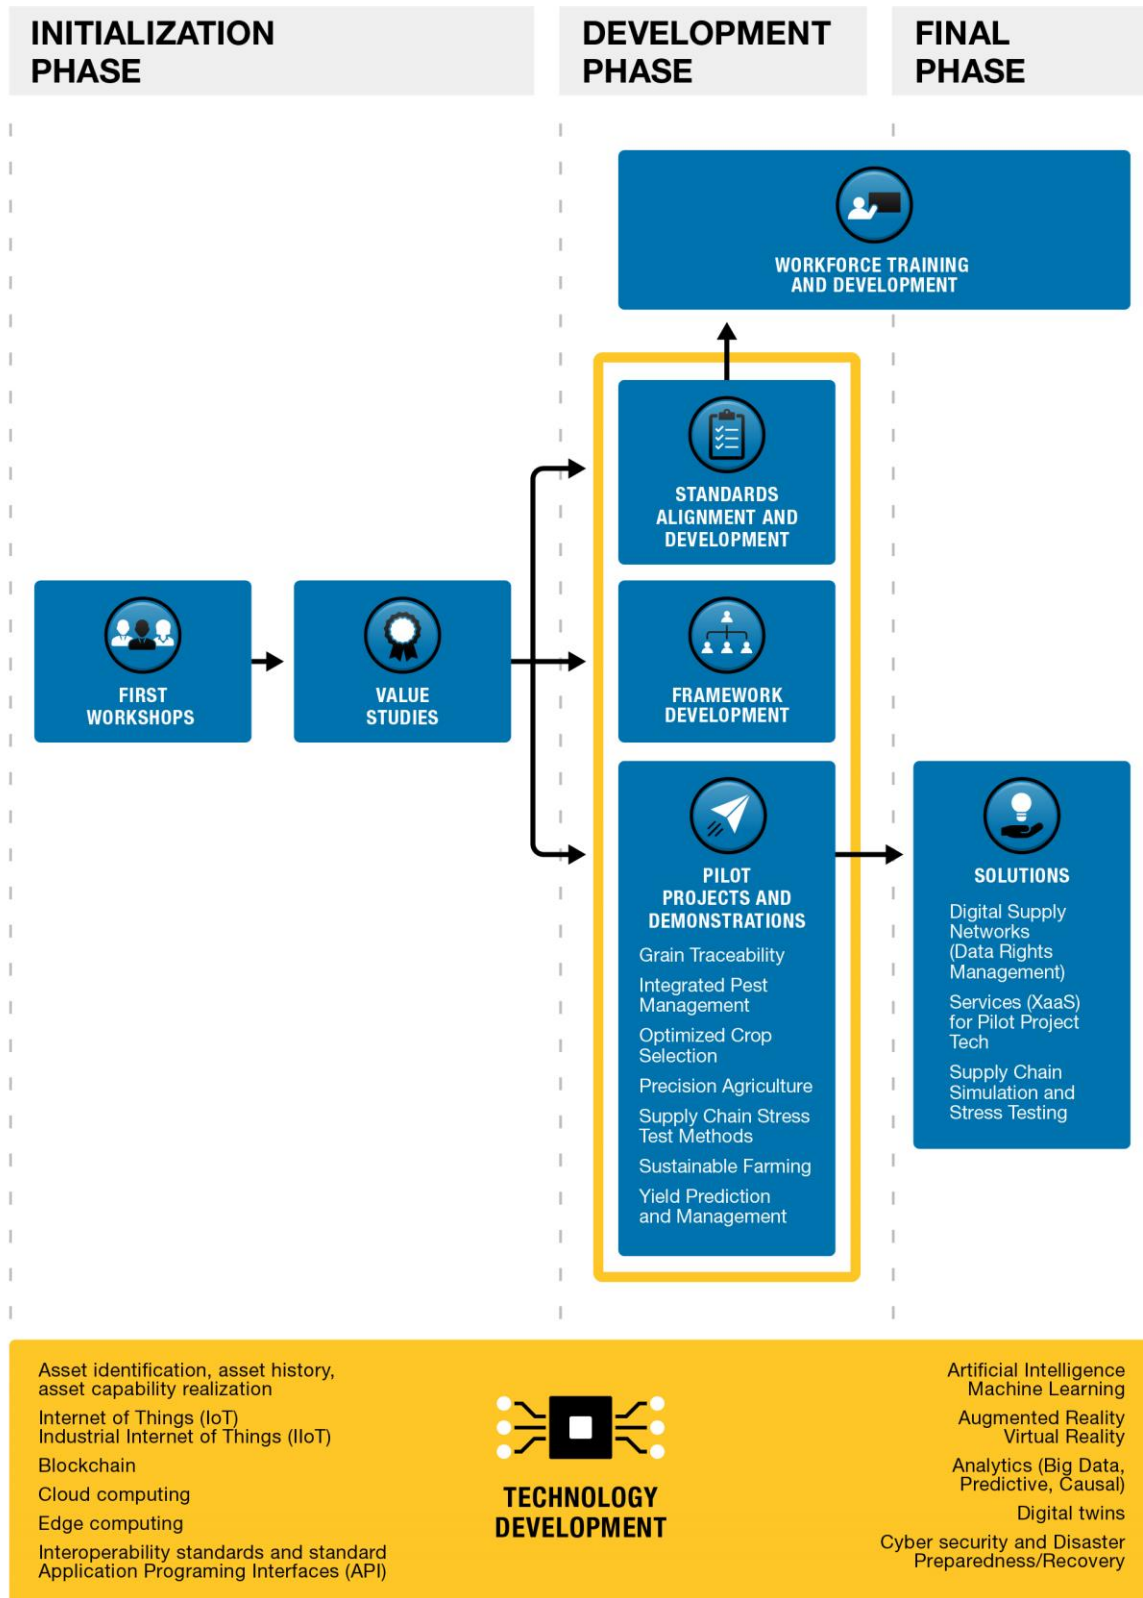 INITIALIZATION
PHASE
DEVELOPMENT
PHASE
FINAL
PHASE
WORKFORCE TRAINING
AND DEVELOPMENT
STANDARDS
ALIGNMENT AND
DEVELOPMENT
FIRST
WORKSHOPS
VALUE
STUDIES
FRAMEWORK
DEVELOPMENT
PILOT
PROJECTS AND
DEMONSTRATIONS
Grain Traceability
Integrated Pest
Management
Optimized Crop
Selection
Precision Agriculture
Supply Chain Stress
Test Methods
Sustainable Farming
Yield Prediction
and Management
SOLUTIONS
Digital Supply
Networks
(Data Rights
Management)
Services (XaaS)
for Pilot Project
Tech
Supply Chain
Simulation and
Stress Testing
Asset identification, asset history,
asset capability realization
Internet of Things (IoT)
Industrial Internet of Things (IIoT)
Blockchain
Cloud computing
Edge computing
Interoperability standards and standard
Application Programing Interfaces (API)
TECHNOLOGY
DEVELOPMENT
Artificial Intelligence
Machine Learning
Augmented Reality
Virtual Reality
Analytics (Big Data,
Predictive, Causal)
Digital twins
Cyber security and Disaster
Preparedness/Recovery